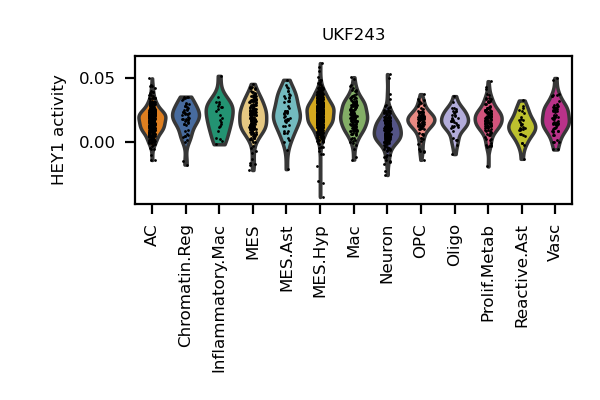 UKF243
HEY1 activity
0.05
0.00
AC
Chromatin.Reg
Inflammatory.Mac
MES
MES.Ast
MES.Hyp
Mac
Neuron
OPC
Oligo
Prolif.Metab
Reactive.Ast
Vasc